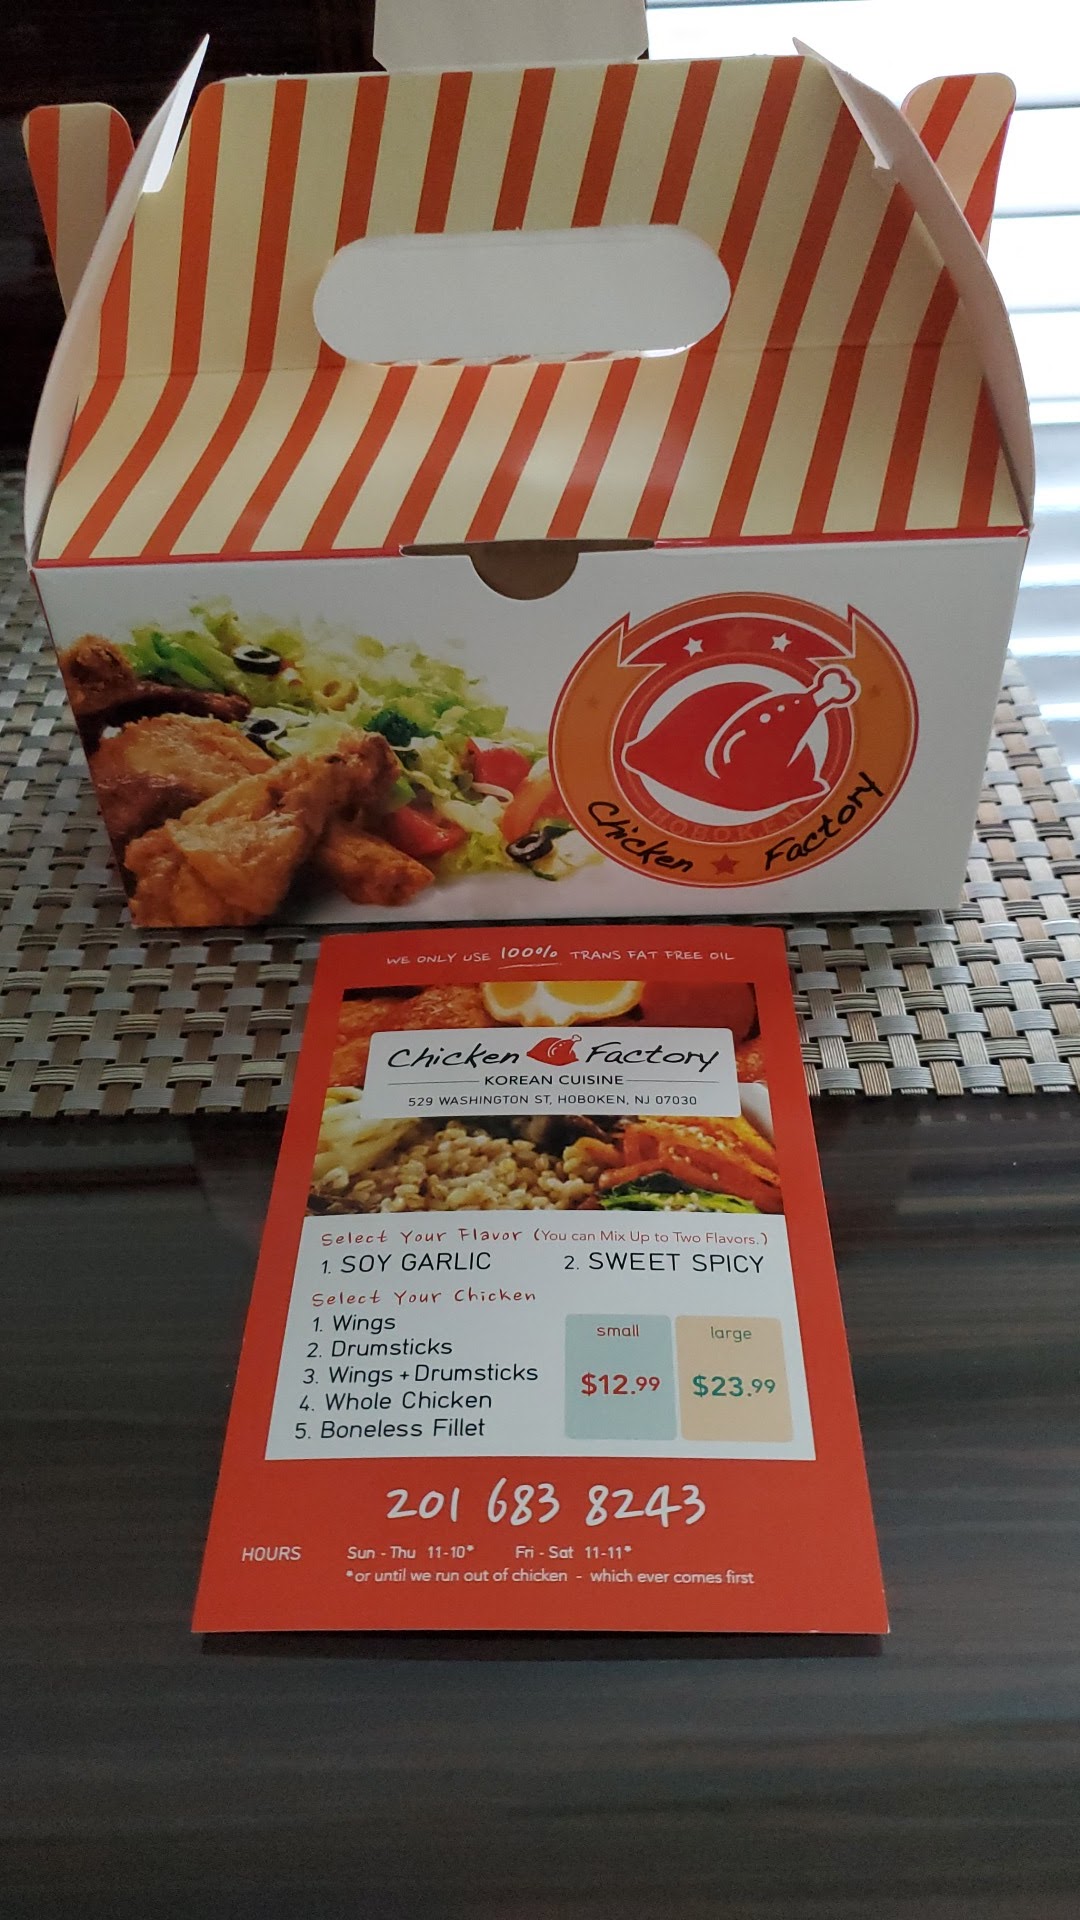 HOBOKEN
Chicken Factory
WE ONLY USE 100% TRANS FAT FREE OIL
Chicken Factory
KOREAN CUISINE
529 WASHINGTON ST, HOBOKEN, NJ 07030
Select Your Flavor (You can Mix Up to Two Flavors.)
1. SOY GARLIC 2. SWEET SPICY
Select Your Chicken
1. Wings
2. Drumsticks
3. Wings + Drumsticks
4. Whole Chicken
5. Boneless Fillet
small large
$12.99 $23.99
201 683 8243
HOURS Sun - Thu 11-10* Fri - Sat 11-11*
*or until we run out of chicken - which ever comes first